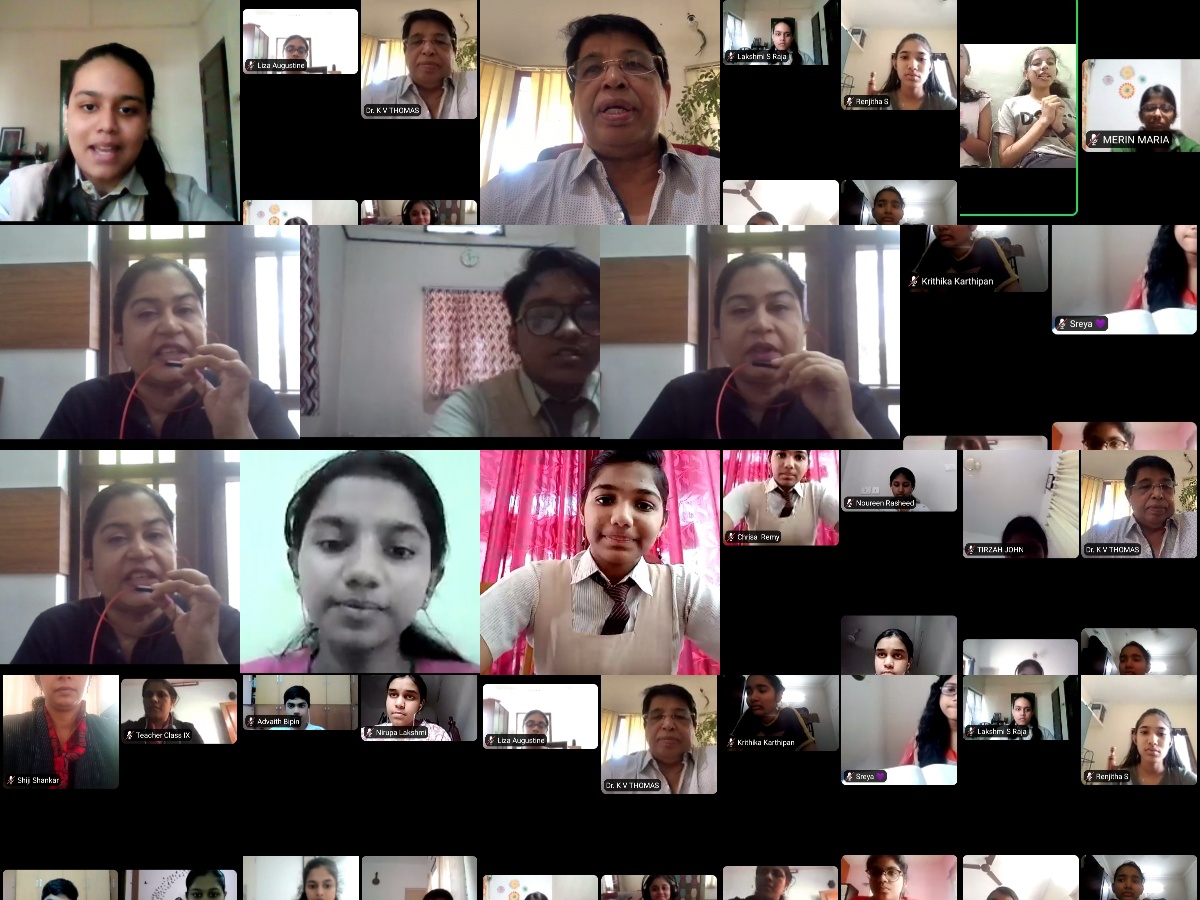 Liza Augustine
Dr. K V THOMAS
Lakshmi S Raja
Renjitha S
MERIN MARIA
Krithika Karthipan
Sreya 💜
Chrisa Remy
Noureen Rasheed
TIRZAH JOHN
Dr. K V THOMAS
Shiji Shankar
Teacher Class IX
Advaith Bipin
Nirupa Lakshmi
Liza Augustine
Dr. K V THOMAS
Krithika Karthipan
Sreya 💜
Lakshmi S Raja
Renjitha S